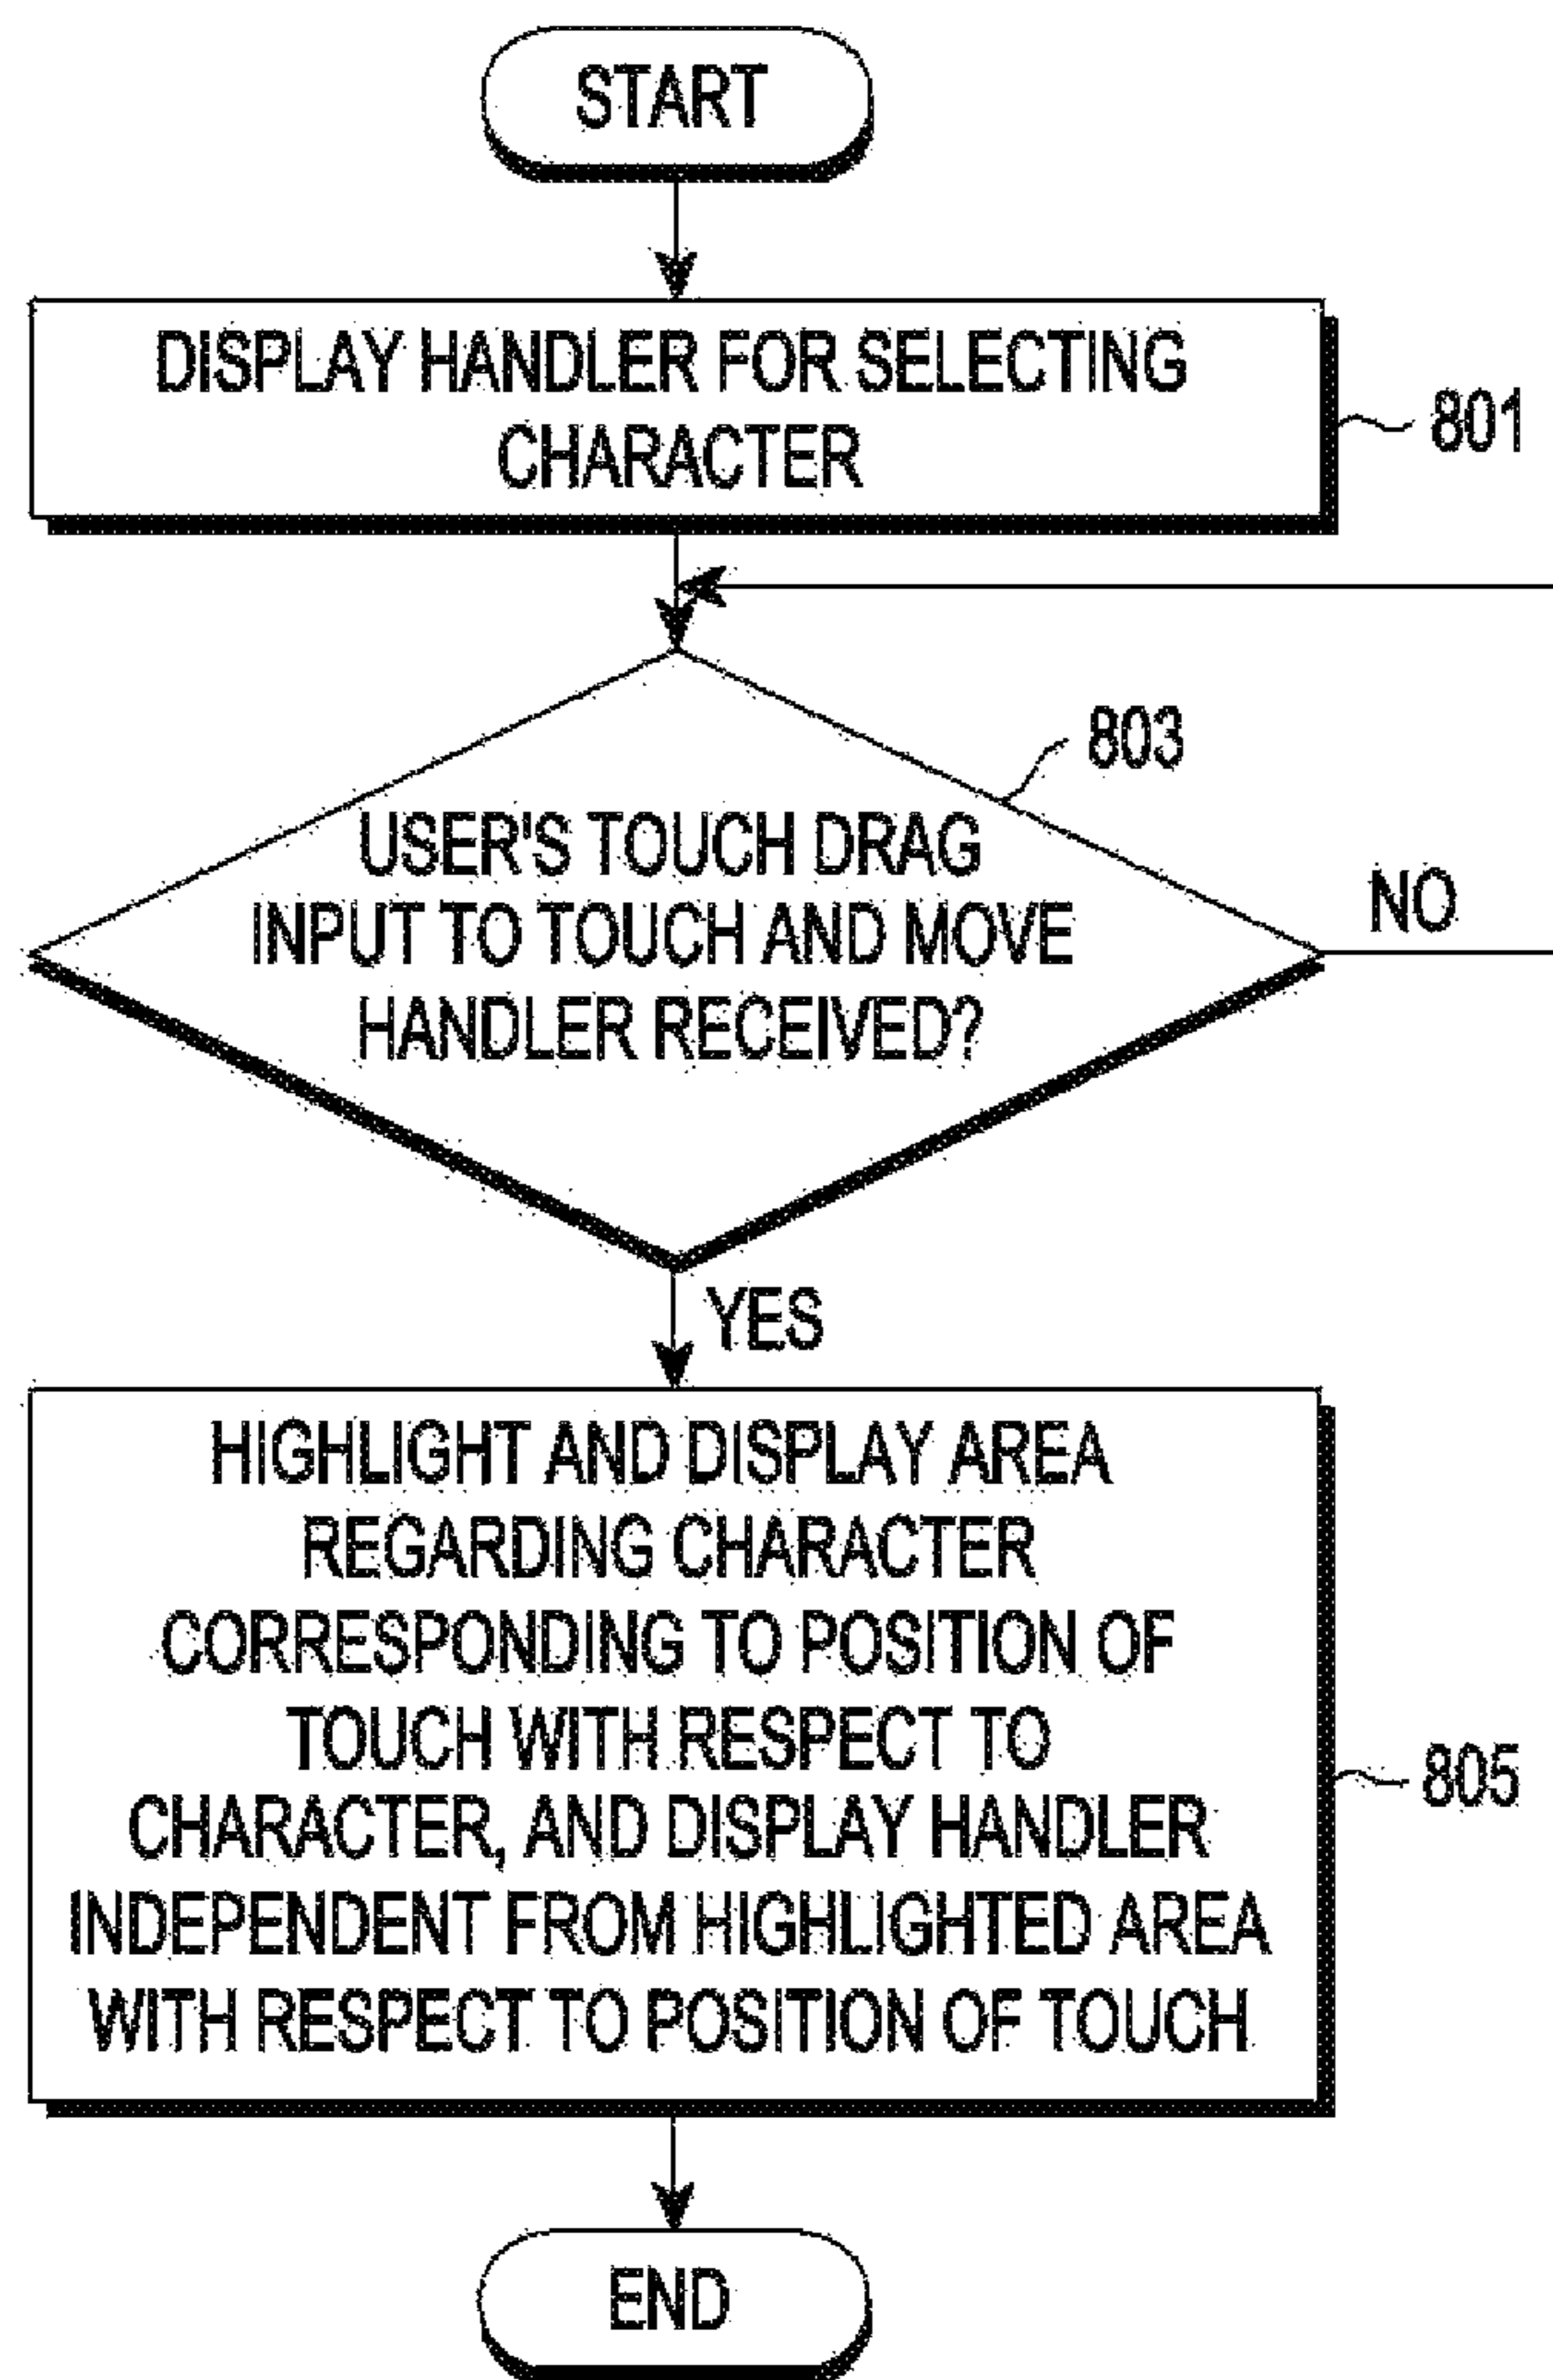 START
DISPLAY HANDLER FOR SELECTING
CHARACTER
801
803
USER'S TOUCH DRAG
INPUT TO TOUCH AND MOVE
HANDLER RECEIVED?
NO
YES
HIGHLIGHT AND DISPLAY AREA
REGARDING CHARACTER
CORRESPONDING TO POSITION OF
TOUCH WITH RESPECT TO
CHARACTER, AND DISPLAY HANDLER
INDEPENDENT FROM HIGHLIGHTED AREA
WITH RESPECT TO POSITION OF TOUCH
805
END